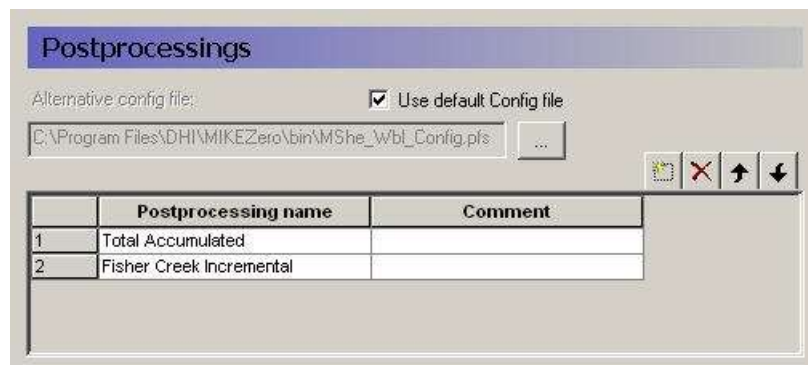 Postprocessings
Alternative config file: Use default Config file
C:\Program Files\DHI\MIKEZero\bin\MShe_Wbl_Config.pfs ...
Postprocessing name Comment
1 Total Accumulated
2 Fisher Creek Incremental